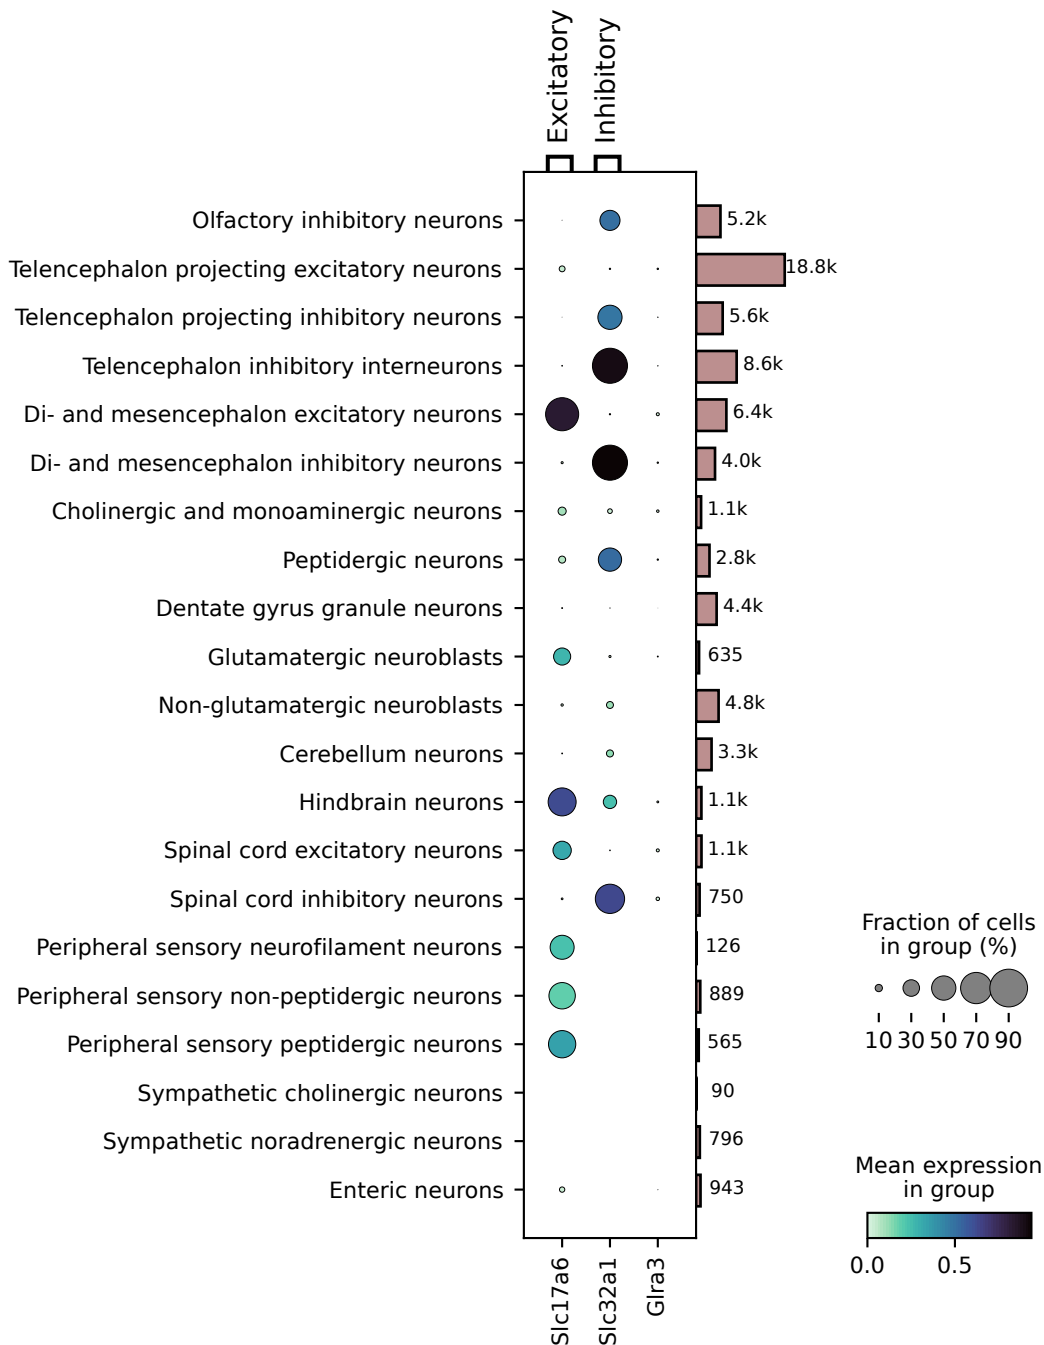 Excitatory
Inhibitory
Olfactory inhibitory neurons 5.2k
Telencephalon projecting excitatory neurons 18.8k
Telencephalon projecting inhibitory neurons 5.6k
Telencephalon inhibitory interneurons 8.6k
Di- and mesencephalon excitatory neurons 6.4k
Di- and mesencephalon inhibitory neurons 4.0k
Cholinergic and monoaminergic neurons 1.1k
Peptidergic neurons 2.8k
Dentate gyrus granule neurons 4.4k
Glutamatergic neuroblasts 635
Non-glutamatergic neuroblasts 4.8k
Cerebellum neurons 3.3k
Hindbrain neurons 1.1k
Spinal cord excitatory neurons 1.1k
Spinal cord inhibitory neurons 750
Peripheral sensory neurofilament neurons 126
Peripheral sensory non-peptidergic neurons 889
Peripheral sensory peptidergic neurons 565
Sympathetic cholinergic neurons 90
Sympathetic noradrenergic neurons 796
Enteric neurons 943
Slc17a6
Slc32a1
Glra3
Fraction of cells
in group (%)
10 30 50 70 90
Mean expression
in group
0.0 0.5